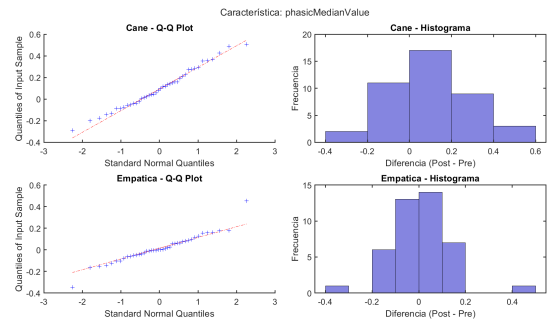 Característica: phasicMedianValue
Cane - Q-Q Plot
Quantiles of Input Sample
0.6
0.4
0.2
0
-0.2
-0.4
-3 -2 -1 0 1 2 3
Standard Normal Quantiles
Cane - Histograma
Frecuencia
20
15
10
5
0
-0.4 -0.2 0 0.2 0.4 0.6
Diferencia (Post - Pre)
Empatica - Q-Q Plot
Quantiles of Input Sample
0.6
0.4
0.2
0
-0.2
-0.4
-3 -2 -1 0 1 2 3
Standard Normal Quantiles
Empatica - Histograma
Frecuencia
15
10
5
0
-0.4 -0.2 0 0.2 0.4
Diferencia (Post - Pre)